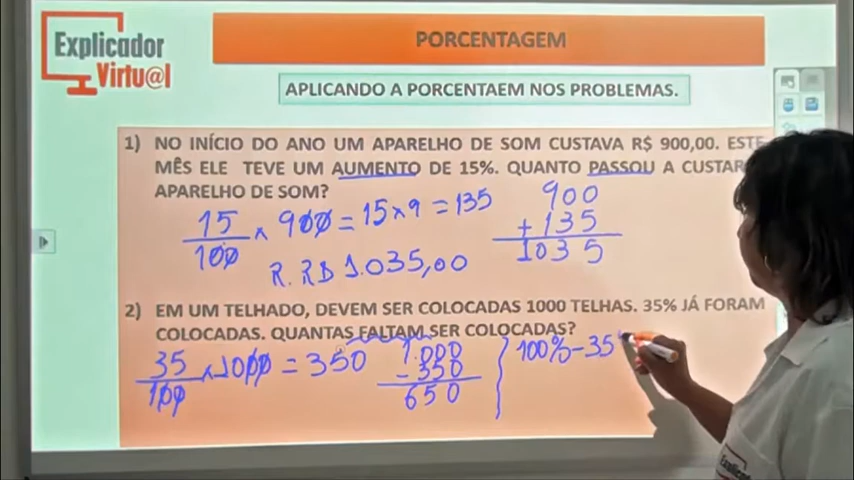 Explicador
Virtu@l
PORCENTAGEM
APLICANDO A PORCENTAEM NOS PROBLEMAS.
1) NO INÍCIO DO ANO UM APARELHO DE SOM CUSTAVA R$ 900,00. ESTE
MÊS ELE TEVE UM AUMENTO DE 15%. QUANTO PASSOU A CUSTAR
APARELHO DE SOM?
15/100 × 900 = 15×9 = 135
900
+135
1035
R. R$ 1.035,00
2) EM UM TELHADO, DEVEM SER COLOCADAS 1000 TELHAS. 35% JÁ FORAM
COLOCADAS. QUANTAS FALTAM SER COLOCADAS?
35/100 × 1000 = 350
1.000
-350
650
100%-35
Explicador